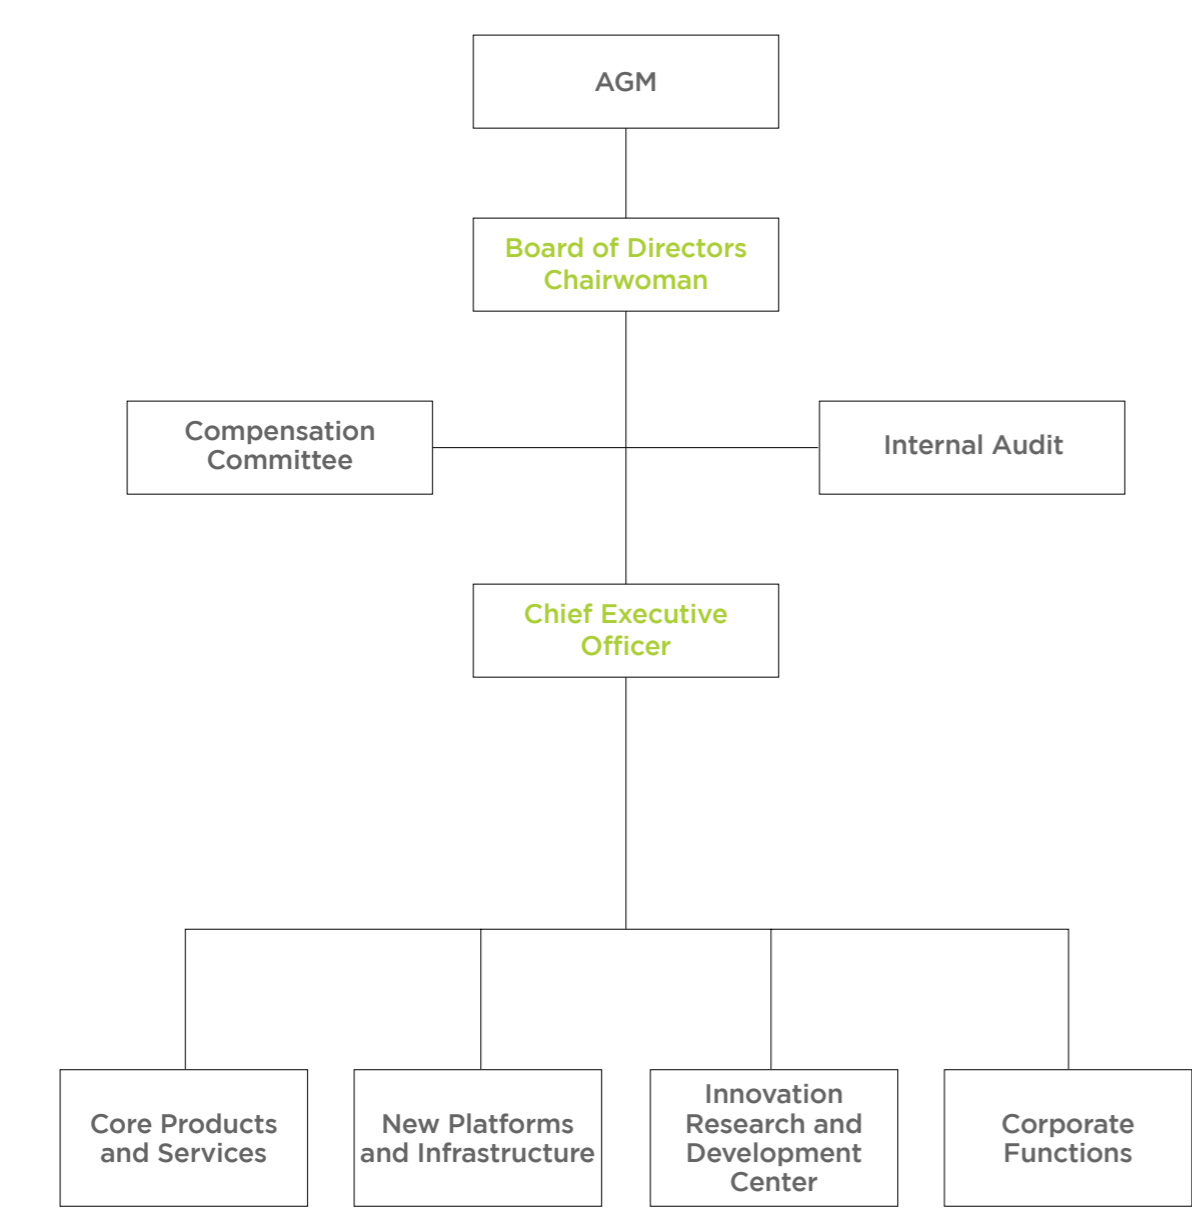 AGM
Board of Directors
Chairwoman
Compensation
Committee
Internal Audit
Chief Executive
Officer
Core Products
and Services
New Platforms
and Infrastructure
Innovation
Research and
Development
Center
Corporate
Functions